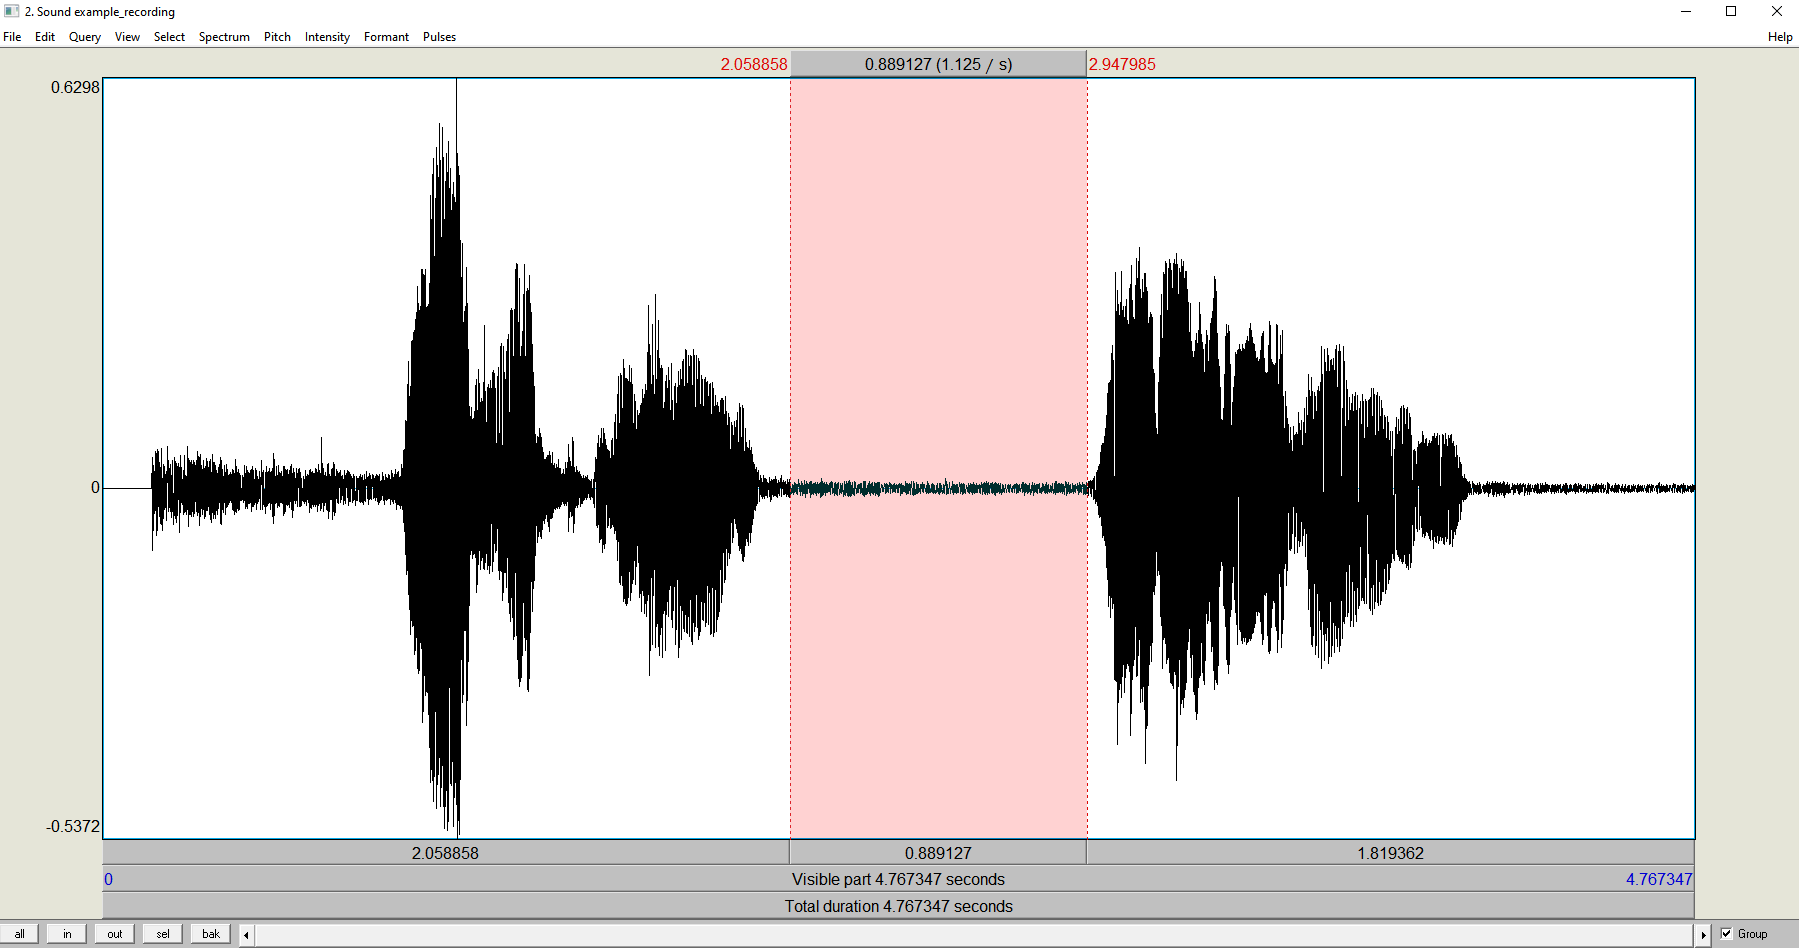 2. Sound example_recording
File Edit Query View Select Spectrum Pitch Intensity Formant Pulses Help
2.058858 0.889127 (1.125 / s) 2.947985
0.6298
0
-0.5372
2.058858 0.889127 1.819362
0 Visible part 4.767347 seconds 4.767347
Total duration 4.767347 seconds
all in out sel bak Group